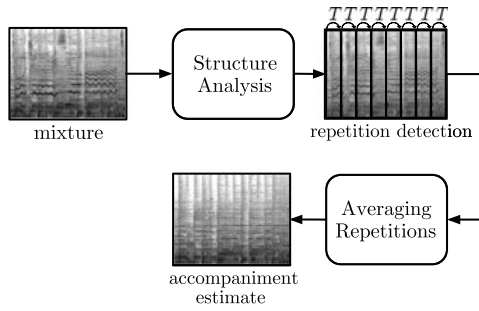 T T T T T T T T
Structure
Analysis
mixture
repetition detection
Averaging
Repetitions
accompaniment
estimate